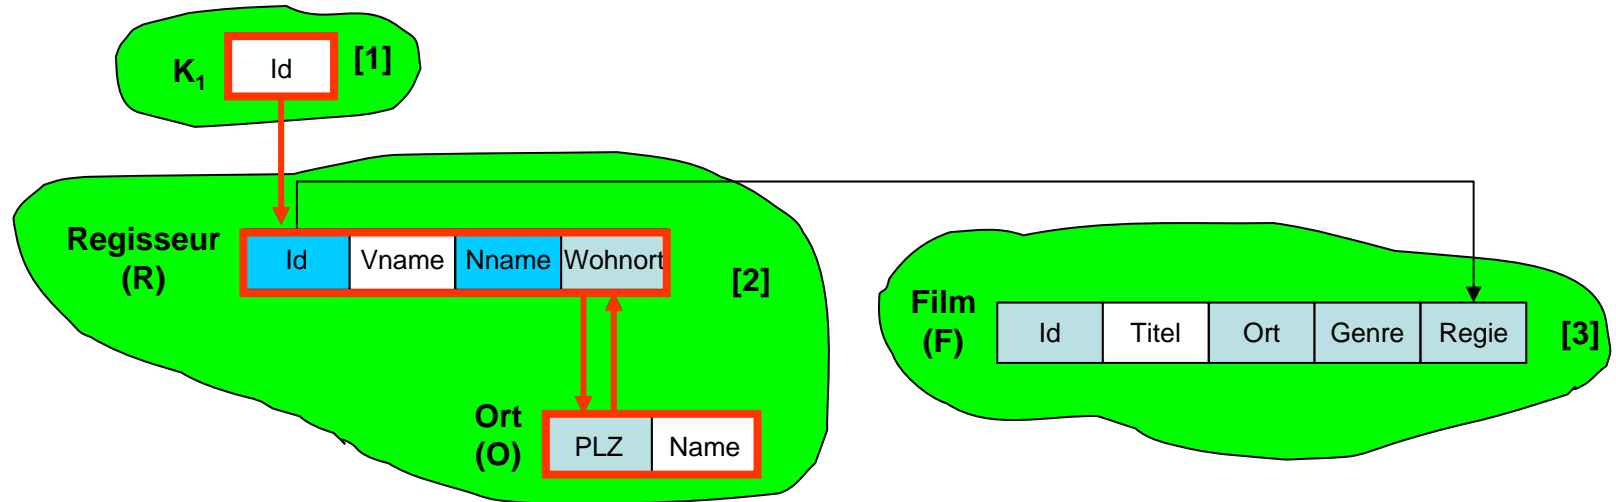 K1 Id [1]
Regisseur
(R)
Id Vname Nname Wohnort
[2]
Film
(F)
Id Titel Ort Genre Regie
[3]
Ort
(O)
PLZ Name